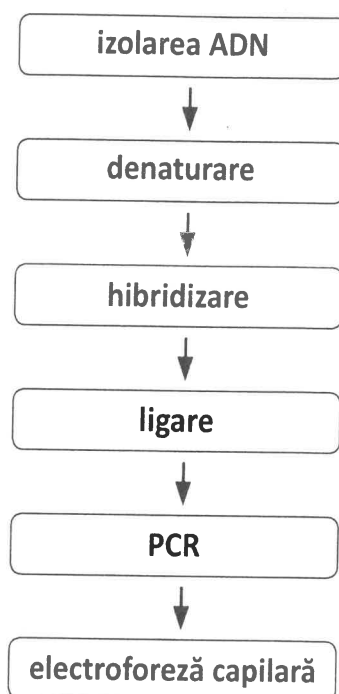 izolarea ADN
denaturare
hibridizare
ligare
PCR
electroforeză capilară